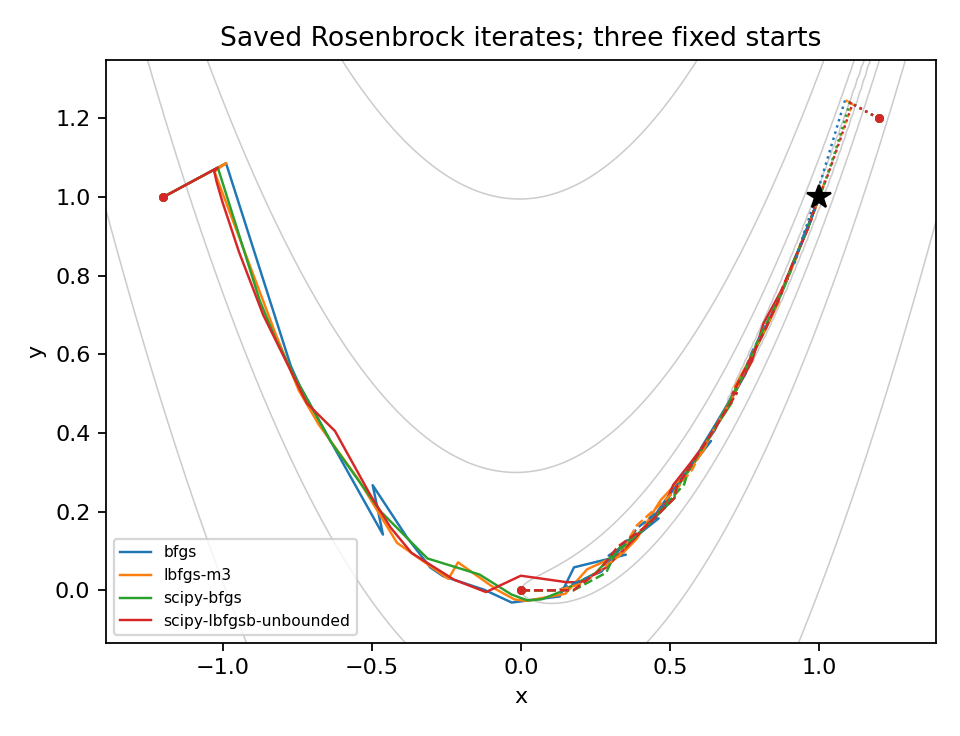 Saved Rosenbrock iterates; three fixed starts
1.2
1.0
0.8
0.6
0.4
0.2
0.0
y
bfgs
lbfgs-m3
scipy-bfgs
scipy-lbfgsb-unbounded
−1.0
−0.5
0.0
0.5
1.0
x